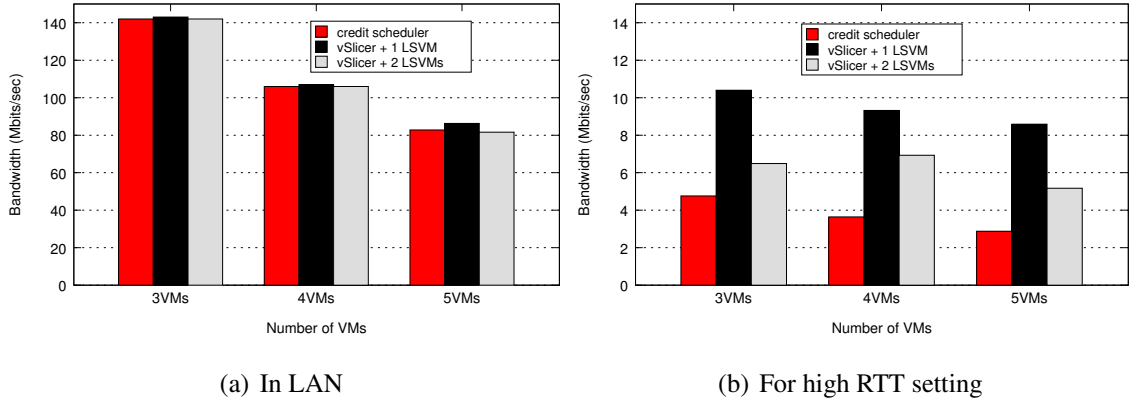 140
120
100
80
60
40
20
0
Bandwidth (Mbits/sec)
credit scheduler
vSlicer + 1 LSVM
vSlicer + 2 LSVMs
3VMs 4VMs 5VMs
Number of VMs
(a) In LAN
14
12
10
8
6
4
2
0
Bandwidth (Mbits/sec)
credit scheduler
vSlicer + 1 LSVM
vSlicer + 2 LSVMs
3VMs 4VMs 5VMs
Number of VMs
(b) For high RTT setting